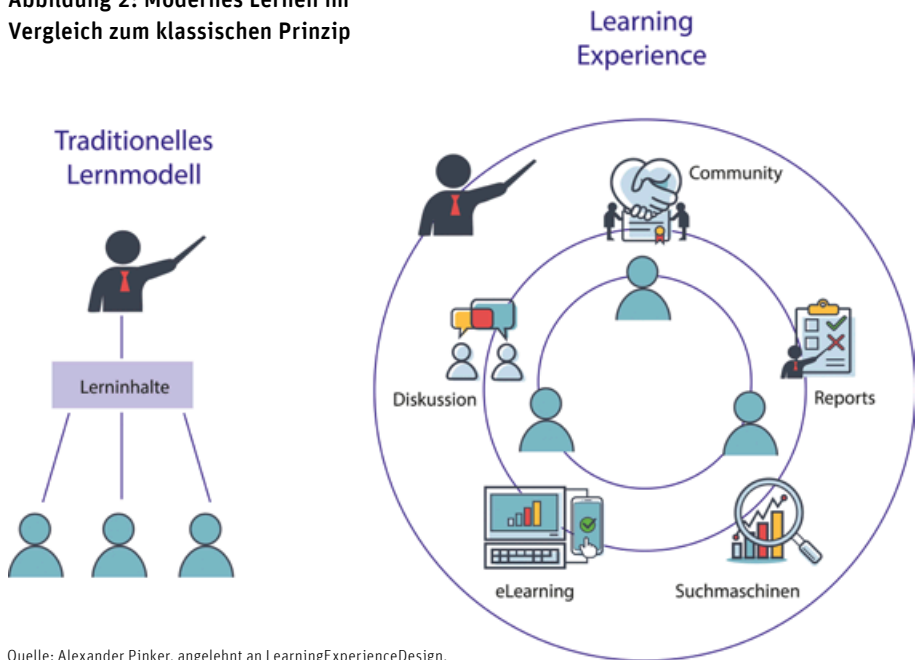 Abbildung 2: Modernes Lernen im
Vergleich zum klassischen Prinzip
Traditionelles
Lernmodell
Lerninhalte
Learning
Experience
Community
Diskussion
Reports
eLearning
Suchmaschinen
Quelle: Alexander Pinker, angelehnt an LearningExperienceDesign.